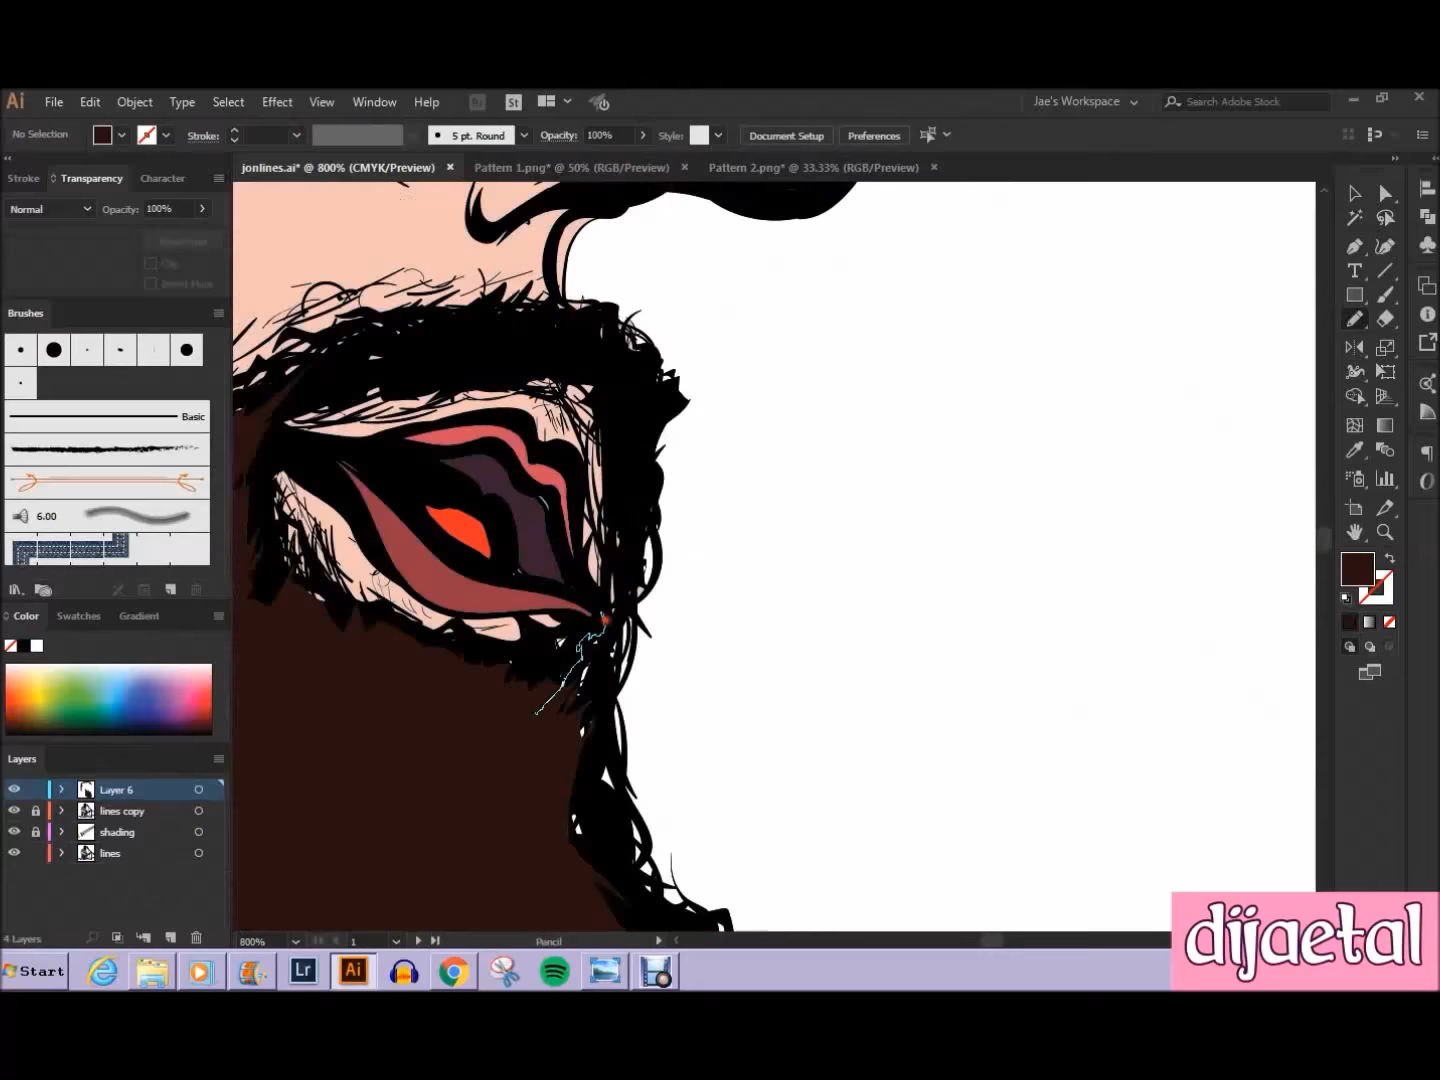 Ai File Edit Object Type Select Effect View Window Help St Jae's Workspace Search Adobe Stock
No Selection Stroke: 5 pt. Round Opacity: 100% Style: Document Setup Preferences
jonlines.ai* @ 800% (CMYK/Preview) Pattern 1.png* @ 50% (RGB/Preview) Pattern 2.png* @ 33.33% (RGB/Preview)
Stroke Transparency Character
Normal Opacity: 100%
Clip
Invert Mask
Brushes
Basic
6.00
Color Swatches Gradient
Layers
Layer 6
lines copy
shading
lines
4 Layers 800% 1 Pencil
dijaetal
Start Lr Ai